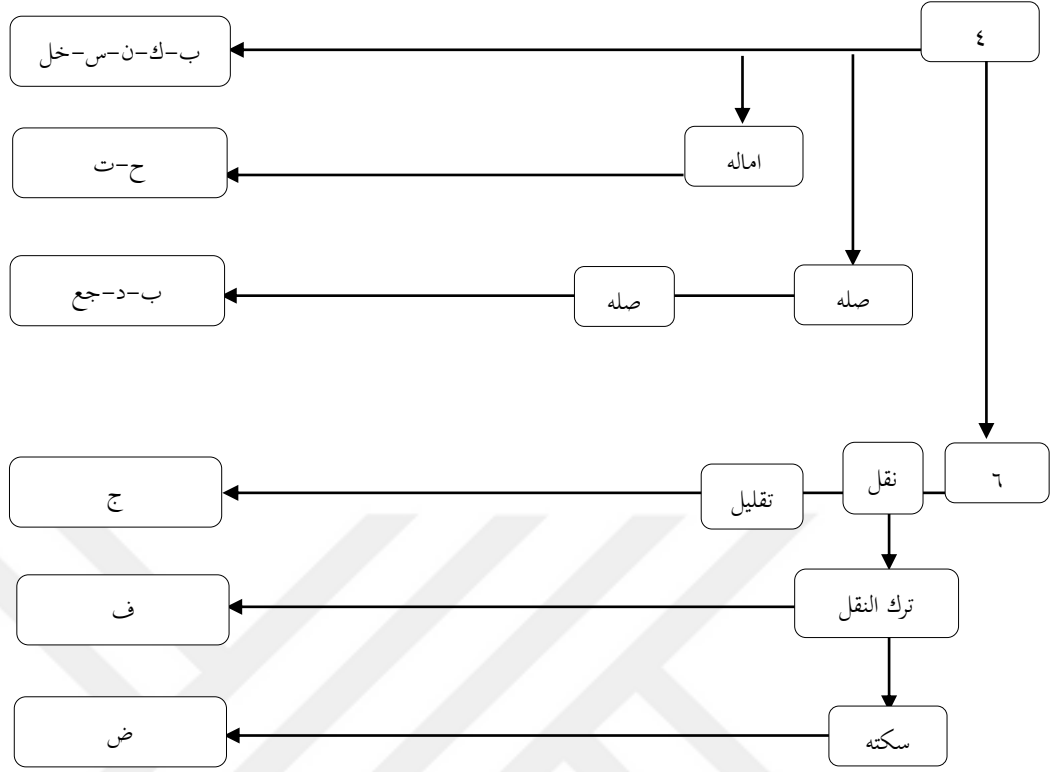 ٤
ب-ك-ن-س-خل
اماله
ح-ت
صله
صله
ب-د-جع
٦
نقل
تقليل
ج
ترك النقل
ف
سكته
ض